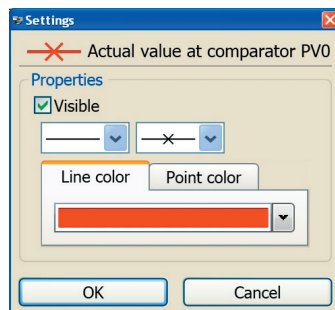 Settings
Actual value at comparator PV0
Properties
Visible
Line color
Point color
OK
Cancel